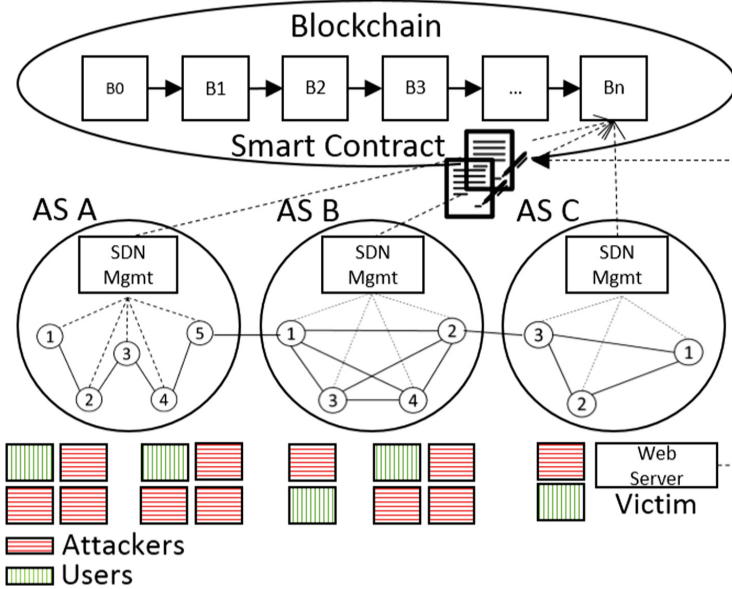 Blockchain
B0
B1
B2
B3
...
Bn
Smart Contract
AS A
AS B
AS C
SDN
Mgmt
SDN
Mgmt
SDN
Mgmt
1
2
3
4
5
1
2
3
4
3
1
2
Web
Server
Victim
Attackers
Users